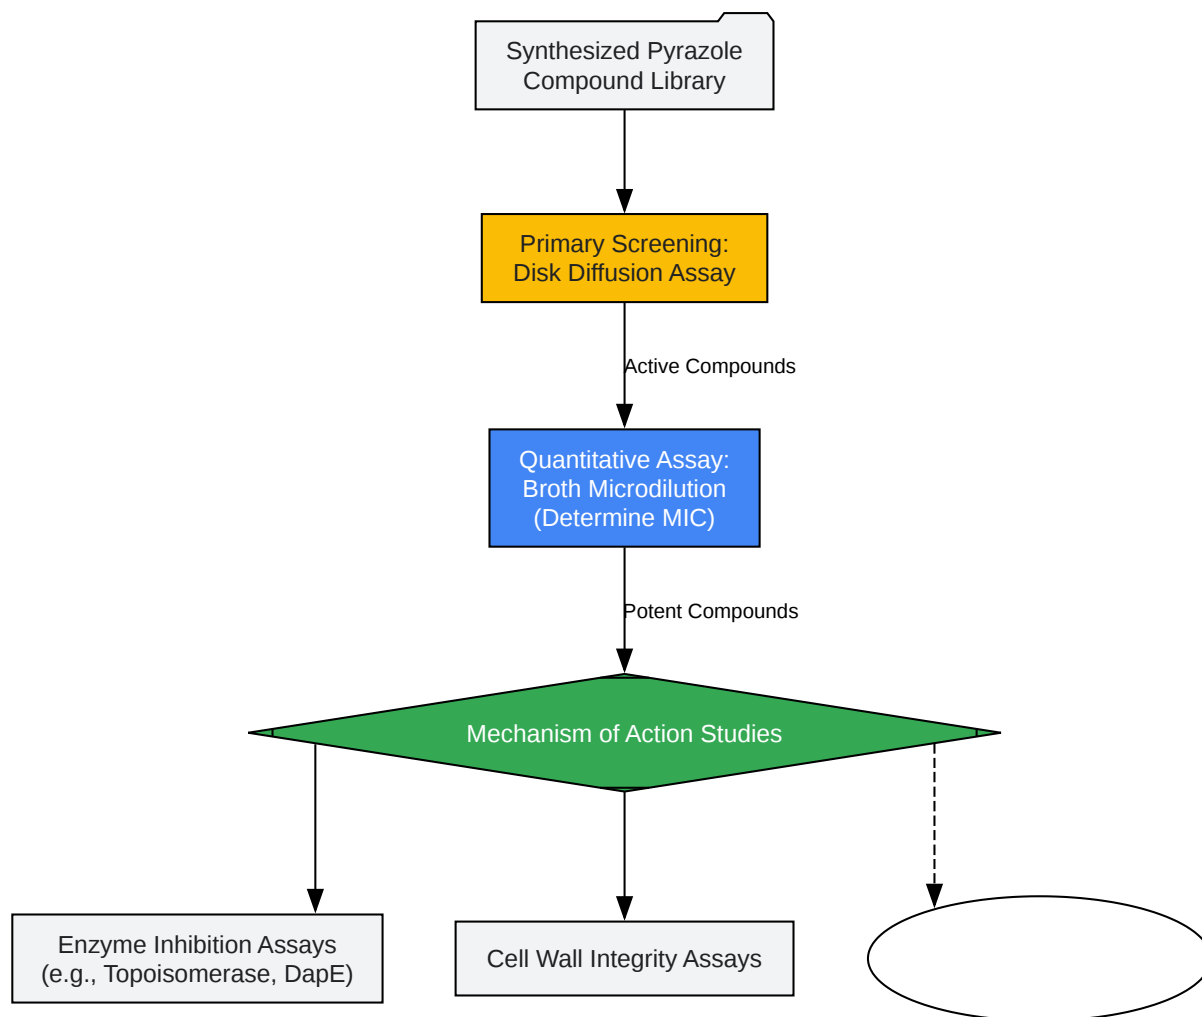 Synthesized Pyrazole
Compound Library
Primary Screening:
Disk Diffusion Assay
Active Compounds
Quantitative Assay:
Broth Microdilution
(Determine MIC)
Potent Compounds
Mechanism of Action Studies
Enzyme Inhibition Assays
(e.g., Topoisomerase, DapE)
Cell Wall Integrity Assays